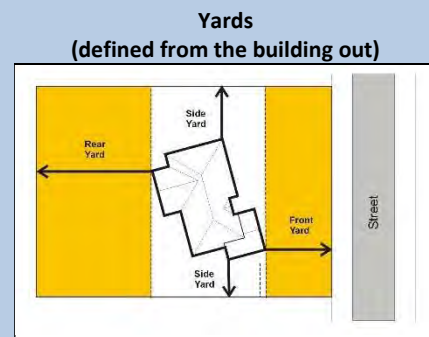 Yards
(defined from the building out)
Side
Yard
Rear
Yard
Front
Yard
Street
Side
Yard